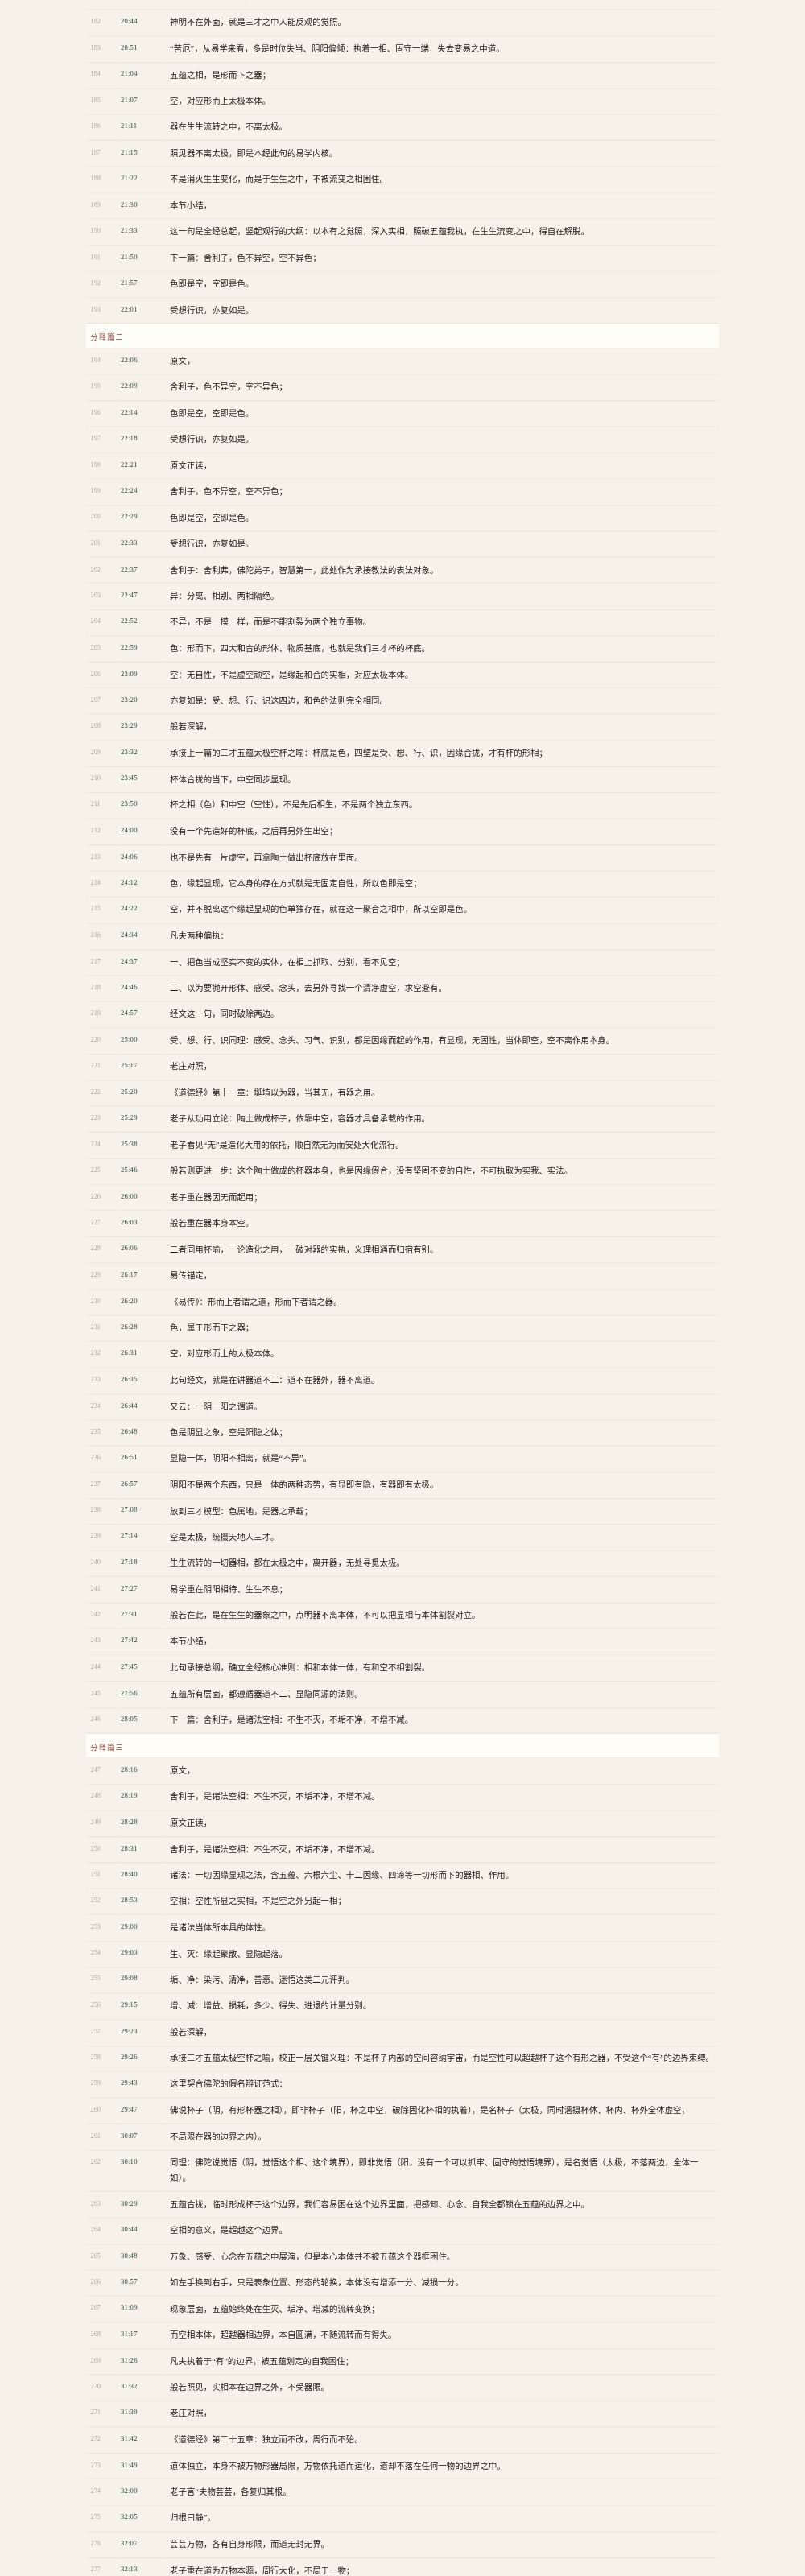 182 20:44 神明不在外面，就是三才之中人能反观的觉照。
183 20:51 “苦厄”，从易学来看，多是时位失当、阴阳偏倾：执着一相、固守一端，失去变易之中道。
184 21:04 五蕴之相，是形而下之器；
185 21:07 空，对应形而上太极本体。
186 21:11 器在生生流转之中，不离太极。
187 21:15 照见器不离太极，即是本经此句的易学内核。
188 21:22 不是消灭生生变化，而是于生生之中，不被流变之相困住。
189 21:30 本节小结，
190 21:33 这一句是全经总起，竖起观行的大纲：以本有之觉照，深入实相，照破五蕴我执，在生生流变之中，得自在解脱。
191 21:50 下一篇：舍利子，色不异空，空不异色；
192 21:57 色即是空，空即是色。
193 22:01 受想行识，亦复如是。
分释篇二
194 22:06 原文，
195 22:09 舍利子，色不异空，空不异色；
196 22:14 色即是空，空即是色。
197 22:18 受想行识，亦复如是。
198 22:21 原文正读，
199 22:24 舍利子，色不异空，空不异色；
200 22:29 色即是空，空即是色。
201 22:33 受想行识，亦复如是。
202 22:37 舍利子：舍利弗，佛陀弟子，智慧第一，此处作为承接教法的表法对象。
203 22:47 异：分离、相别、两相隔绝。
204 22:52 不异，不是一模一样，而是不能割裂为两个独立事物。
205 22:59 色：形而下，四大和合的形体、物质基底，也就是我们三才杯的杯底。
206 23:09 空：无自性，不是虚空顽空，是缘起和合的实相，对应太极本体。
207 23:20 亦复如是：受、想、行、识这四边，和色的法则完全相同。
208 23:29 般若深解，
209 23:32 承接上一篇的三才五蕴太极空杯之喻：杯底是色，四壁是受、想、行、识，因缘合拢，才有杯的形相；
210 23:45 杯体合拢的当下，中空同步显现。
211 23:50 杯之相（色）和中空（空性），不是先后相生，不是两个独立东西。
212 24:00 没有一个先造好的杯底，之后再另外生出空；
213 24:06 也不是先有一片虚空，再拿陶土做出杯底放在里面。
214 24:12 色，缘起显现，它本身的存在方式就是无固定自性，所以色即是空；
215 24:22 空，并不脱离这个缘起显现的色单独存在，就在这一聚合之相中，所以空即是色。
216 24:34 凡夫两种偏执：
217 24:37 一、把色当成坚实不变的实体，在相上抓取、分别，看不见空；
218 24:46 二、以为要抛开形体、感受、念头，去另外寻找一个清净虚空，求空避有。
219 24:57 经文这一句，同时破除两边。
220 25:00 受、想、行、识同理：感受、念头、习气、识别，都是因缘而起的作用，有显现，无固性，当体即空，空不离作用本身。
221 25:17 老庄对照，
222 25:20 《道德经》第十一章：埏埴以为器，当其无，有器之用。
223 25:29 老子从功用立论：陶土做成杯子，依靠中空，容器才具备承载的作用。
224 25:38 老子看见“无”是造化大用的依托，顺自然无为而安处大化流行。
225 25:46 般若则更进一步：这个陶土做成的杯器本身，也是因缘假合，没有坚固不变的自性，不可执取为实我、实法。
226 26:00 老子重在器因无而起用；
227 26:03 般若重在器本身本空。
228 26:06 二者同用杯喻，一论造化之用，一破对器的实执，义理相通而归宿有别。
229 26:17 易传锚定，
230 26:20 《易传》：形而上者谓之道，形而下者谓之器。
231 26:28 色，属于形而下之器；
232 26:31 空，对应形而上的太极本体。
233 26:35 此句经文，就是在讲器道不二：道不在器外，器不离道。
234 26:44 又云：一阴一阳之谓道。
235 26:48 色是阴显之象，空是阳隐之体；
236 26:51 显隐一体，阴阳不相离，就是“不异”。
237 26:57 阴阳不是两个东西，只是一体的两种态势，有显即有隐，有器即有太极。
238 27:08 放到三才模型：色属地，是器之承载；
239 27:14 空是太极，统摄天地人三才。
240 27:18 生生流转的一切器相，都在太极之中，离开器，无处寻觅太极。
241 27:27 易学重在阴阳相待、生生不息；
242 27:31 般若在此，是在生生的器象之中，点明器不离本体，不可以把显相与本体割裂对立。
243 27:42 本节小结，
244 27:45 此句承接总纲，确立全经核心准则：相和本体一体，有和空不相割裂。
245 27:56 五蕴所有层面，都遵循器道不二、显隐同源的法则。
246 28:05 下一篇：舍利子，是诸法空相：不生不灭，不垢不净，不增不减。
分释篇三
247 28:16 原文，
248 28:19 舍利子，是诸法空相：不生不灭，不垢不净，不增不减。
249 28:28 原文正读，
250 28:31 舍利子，是诸法空相：不生不灭，不垢不净，不增不减。
251 28:40 诸法：一切因缘显现之法，含五蕴、六根六尘、十二因缘、四谛等一切形而下的器相、作用。
252 28:53 空相：空性所显之实相，不是空之外另起一相；
253 29:00 是诸法当体所本具的体性。
254 29:03 生、灭：缘起聚散、显隐起落。
255 29:08 垢、净：染污、清净，善恶、迷悟这类二元评判。
256 29:15 增、减：增益、损耗，多少、得失、进退的计量分别。
257 29:23 般若深解，
258 29:26 承接三才五蕴太极空杯之喻，校正一层关键义理：不是杯子内部的空间容纳宇宙，而是空性可以超越杯子这个有形之器，不受这个“有”的边界束缚。
259 29:43 这里契合佛陀的假名辩证范式：
260 29:47 佛说杯子（阴，有形杯器之相），即非杯子（阳，杯之中空，破除固化杯相的执着），是名杯子（太极，同时涵摄杯体、杯内、杯外全体虚空，
261 30:07 不局限在器的边界之内）。
262 30:10 同理：佛陀说觉悟（阴，觉悟这个相、这个境界），即非觉悟（阳，没有一个可以抓牢、固守的觉悟境界），是名觉悟（太极，不落两边，全体一
如）。
263 30:29 五蕴合拢，临时形成杯子这个边界，我们容易困在这个边界里面，把感知、心念、自我全都锁在五蕴的边界之中。
264 30:44 空相的意义，是超越这个边界。
265 30:48 万象、感受、心念在五蕴之中展演，但是本心本体并不被五蕴这个器框困住。
266 30:57 如左手换到右手，只是表象位置、形态的轮换，本体没有增添一分、减损一分。
267 31:09 现象层面，五蕴始终处在生灭、垢净、增减的流转变换；
268 31:17 而空相本体，超越器相边界，本自圆满，不随流转而有得失。
269 31:26 凡夫执着于“有”的边界，被五蕴划定的自我困住；
270 31:32 般若照见，实相本在边界之外，不受器限。
271 31:39 老庄对照，
272 31:42 《道德经》第二十五章：独立而不改，周行而不殆。
273 31:49 道体独立，本身不被万物形器局限，万物依托道而运化，道却不落在任何一物的边界之中。
274 32:00 老子言“夫物芸芸，各复归其根。
275 32:05 归根曰静”。
276 32:07 芸芸万物，各有自身形限，而道无封无界。
277 32:13 老子重在道为万物本源，周行大化，不局于一物；